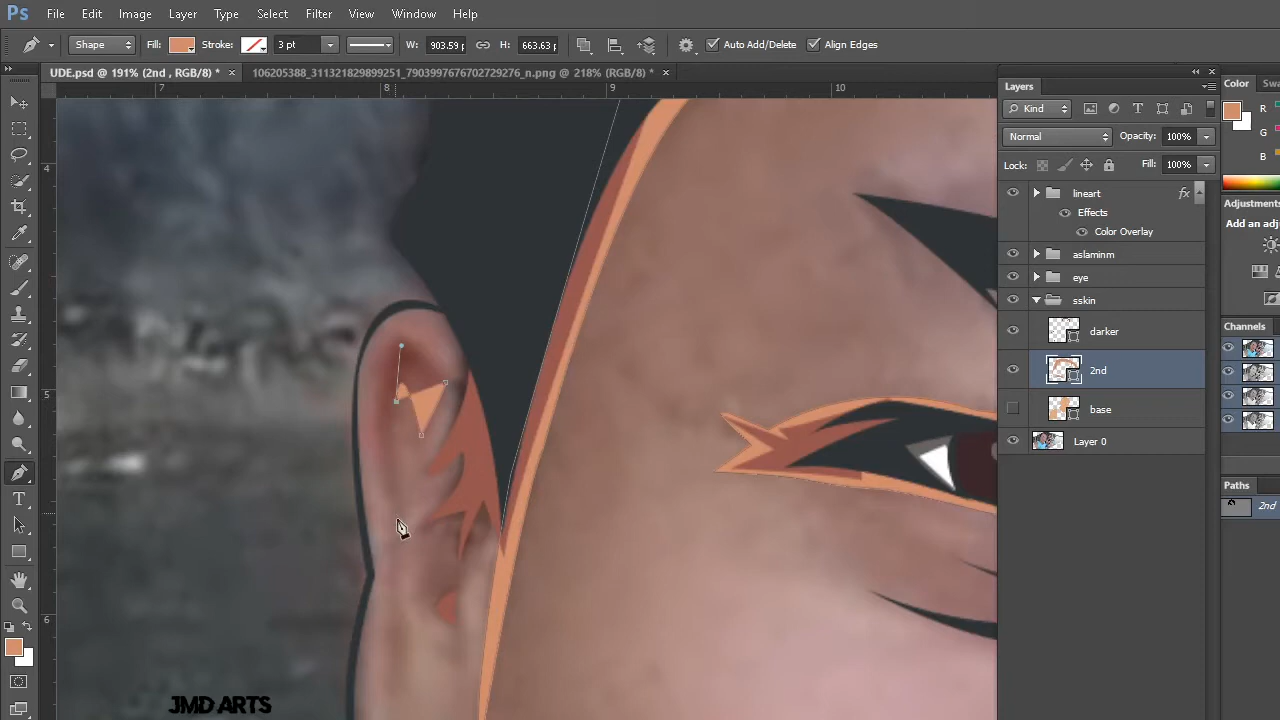 Ps File Edit Image Layer Type Select Filter View Window Help
Shape Fill: Stroke: 3 pt W: 903.59 H: 663.63 Auto Add/Delete Align Edges
UDE.psd @ 191% (2nd , RGB/8) * × 106205388_311321829899251_7903997676702729276_n.png @ 218% (RGB/8) * ×
7 8 9 10
4
5
6
Layers
Kind
Normal Opacity: 100%
Lock: Fill: 100%
lineart fx
Effects
Color Overlay
aslaminm
eye
sskin
darker
2nd
base
Layer 0
Color
R
G
B
Adjustments
Add an
Channels
Paths
2nd
JMD ARTS